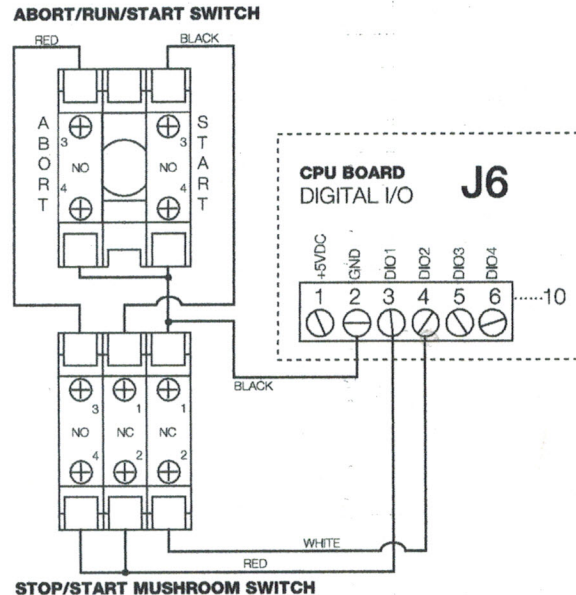 ABORT/RUN/START SWITCH
RED
BLACK
ABORT
START
3
NO
4
3
NO
4
CPU BOARD
DIGITAL I/O
J6
+5VDC
GND
DIO1
DIO2
DIO3
DIO4
1 2 3 4 5 6 ......10
BLACK
3
NO
4
1
NC
2
1
NC
2
WHITE
RED
STOP/START MUSHROOM SWITCH